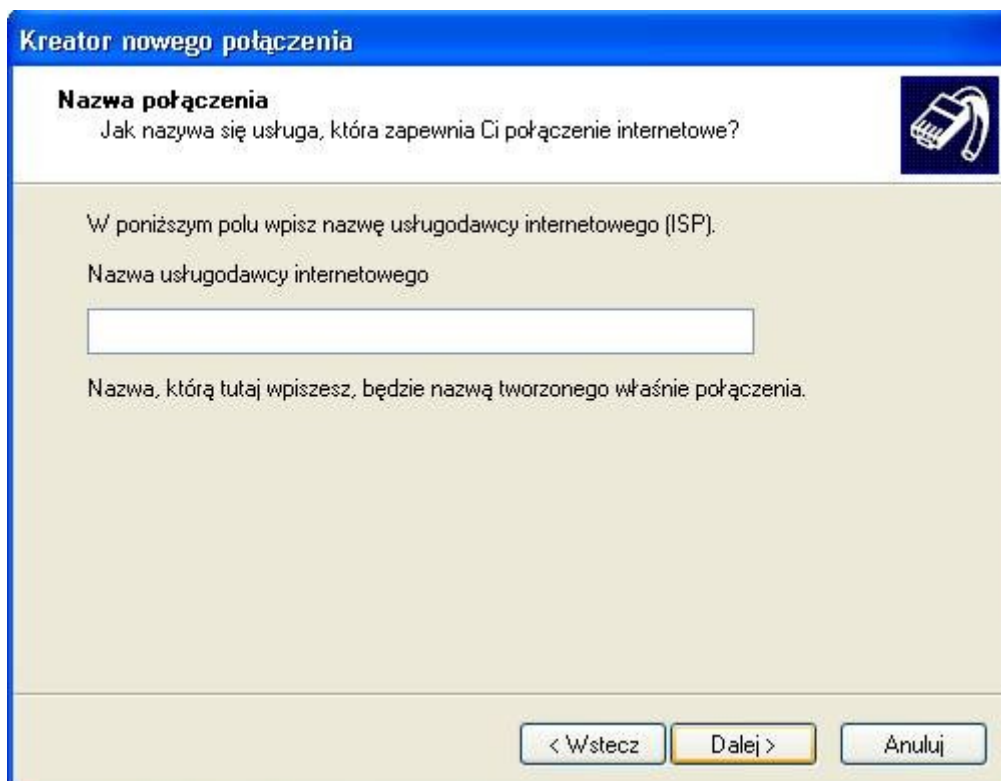 Kreator nowego połączenia
Nazwa połączenia
Jak nazywa się usługa, która zapewnia Ci połączenie internetowe?
W poniższym polu wpisz nazwę usługodawcy internetowego (ISP).
Nazwa usługodawcy internetowego
Nazwa, którą tutaj wpiszesz, będzie nazwą tworzonego właśnie połączenia.
< Wstecz Dalej > Anuluj